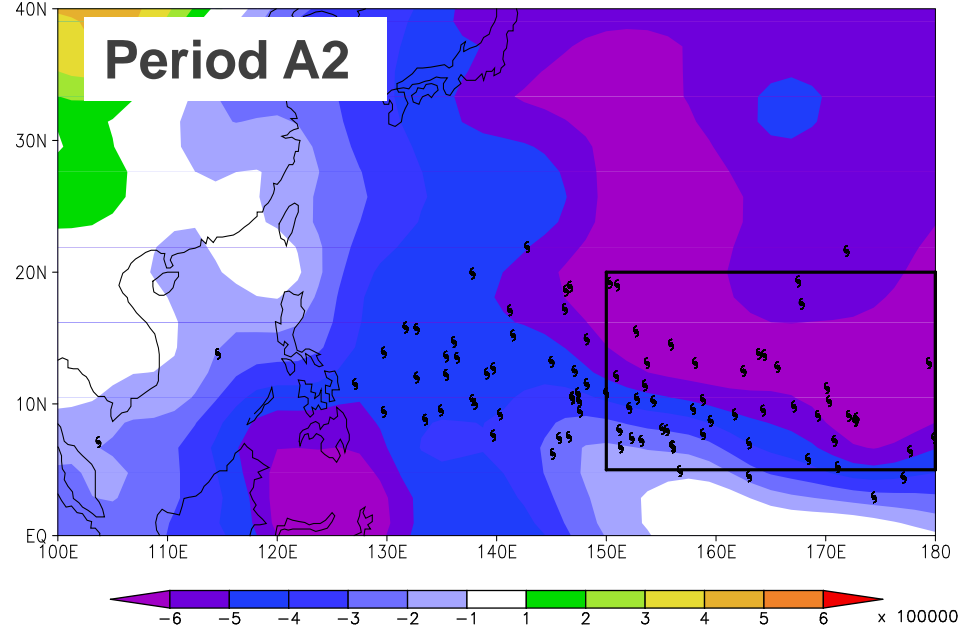 40N
Period A2
30N
20N
10N
EQ
100E 110E 120E 130E 140E 150E 160E 170E 180
−6 −5 −4 −3 −2 −1 1 2 3 4 5 6 x 100000